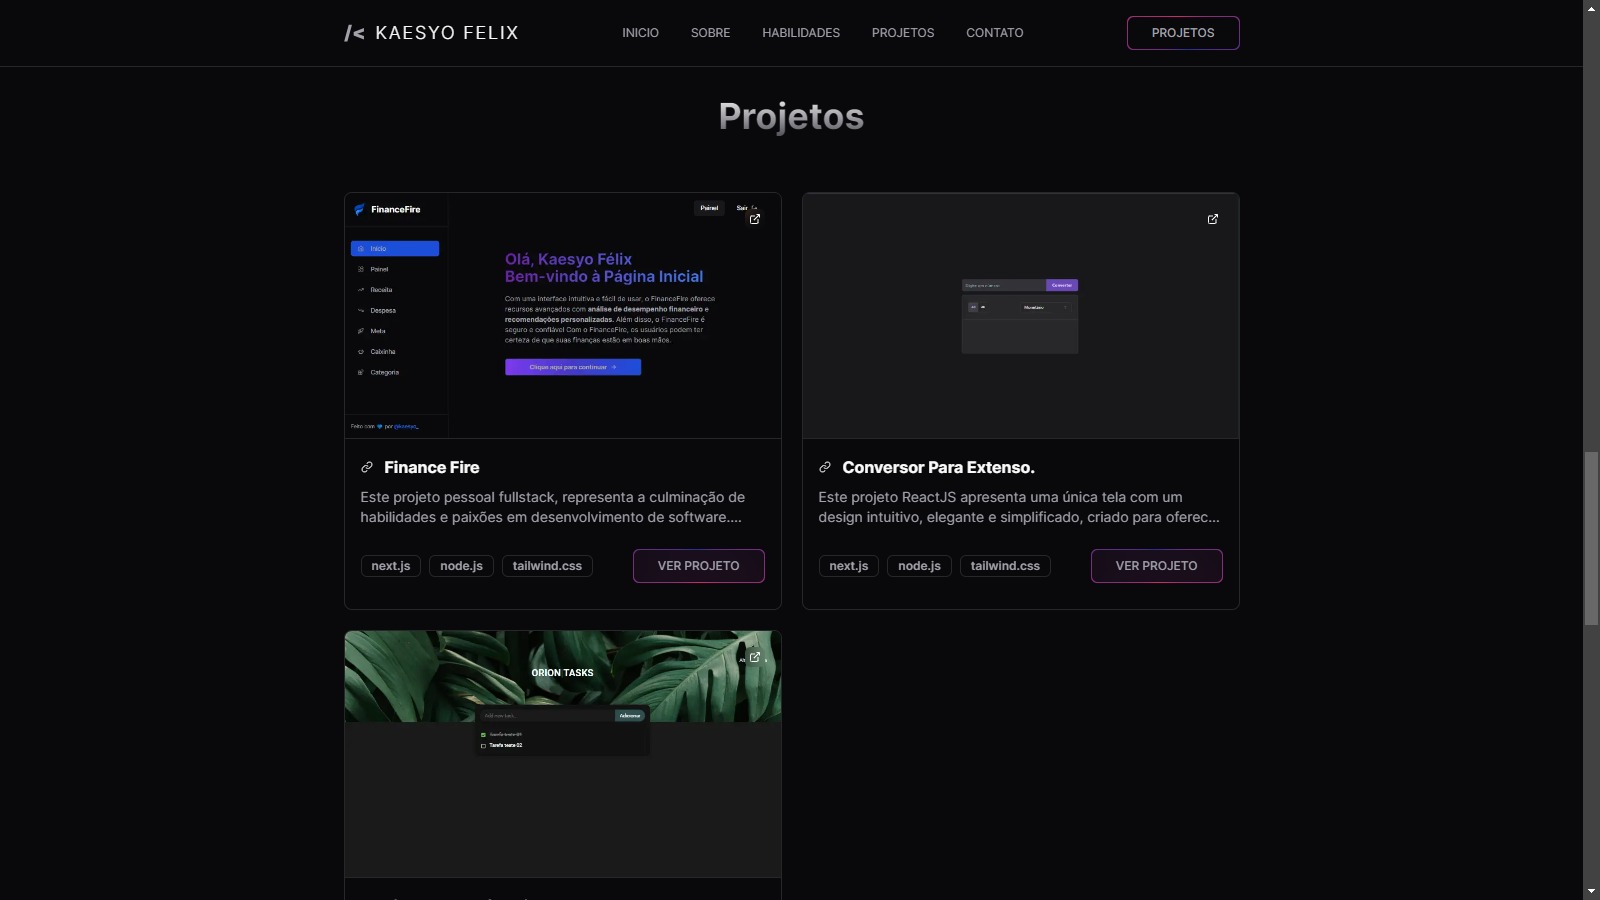 /< KAESYO FELIX
INICIO SOBRE HABILIDADES PROJETOS CONTATO
PROJETOS
Projetos
FinanceFire
Painel Sair
Início
Painel
Receita
Despesa
Meta
Caixinha
Categoria
Olá, Kaesyo Félix
Bem-vindo à Página Inicial
Com uma interface intuitiva e fácil de usar, o FinanceFire oferece
recursos avançados com análise de desempenho financeiro e
recomendações personalizadas. Além disso, o FinanceFire é
seguro e confiável Com o FinanceFire, os usuários podem ter
certeza de que suas finanças estão em boas mãos.
Clique aqui para continuar →
Feito com por @kaesyo_
Converter
Finance Fire
Este projeto pessoal fullstack, representa a culminação de
habilidades e paixões em desenvolvimento de software....
next.js node.js tailwind.css
VER PROJETO
Conversor Para Extenso.
Este projeto ReactJS apresenta uma única tela com um
design intuitivo, elegante e simplificado, criado para oferec...
next.js node.js tailwind.css
VER PROJETO
ORION TASKS
Adicionar
Tarefa teste 01
Tarefa teste 02